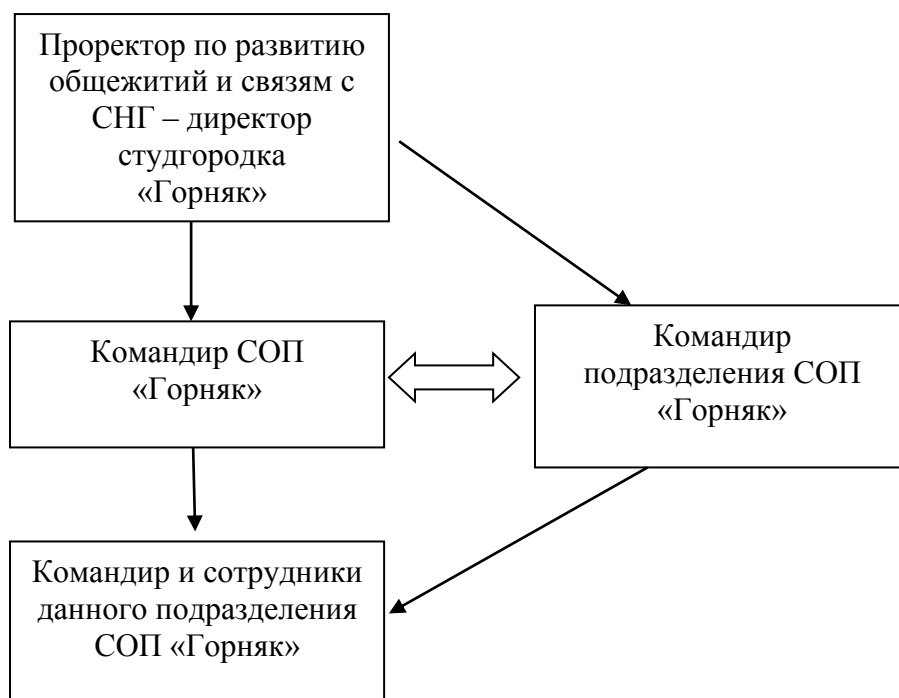 Проректор по развитию
общежитий и связям с
СНГ – директор
студгородка
«Горняк»
Командир СОП
«Горняк»
Командир
подразделения СОП
«Горняк»
Командир и сотрудники
данного подразделения
СОП «Горняк»